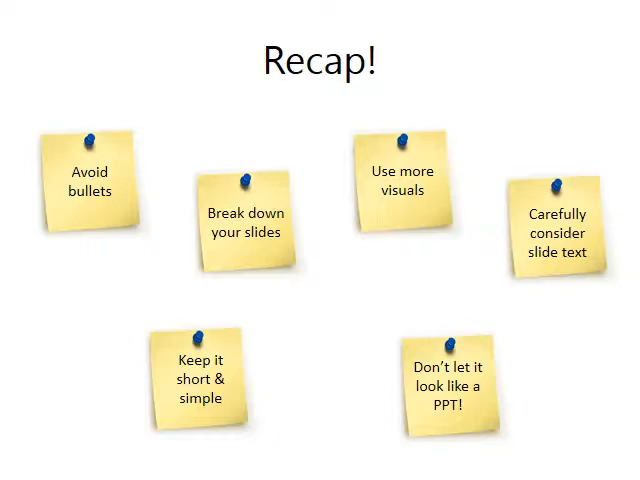 Recap!
Avoid
bullets
Break down
your slides
Use more
visuals
Carefully
consider
slide text
Keep it
short &
simple
Don’t let it
look like a
PPT!